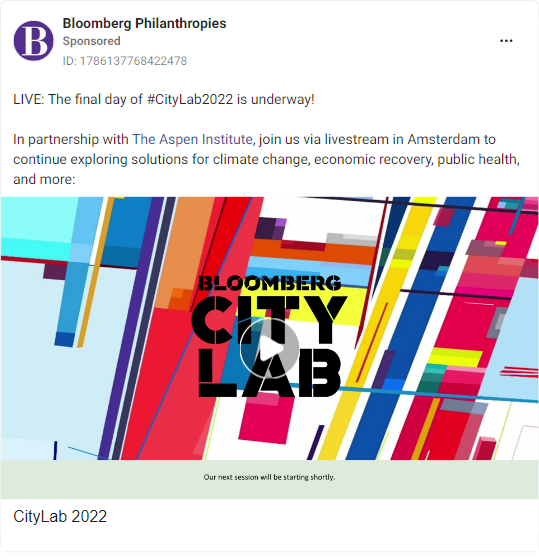 B
Bloomberg Philanthropies
Sponsored
ID: 1786137768422478
LIVE: The final day of #CityLab2022 is underway!
In partnership with The Aspen Institute, join us via livestream in Amsterdam to
continue exploring solutions for climate change, economic recovery, public health,
and more:
BLOOMBERG
CITY
LAB
Our next session will be starting shortly.
CityLab 2022